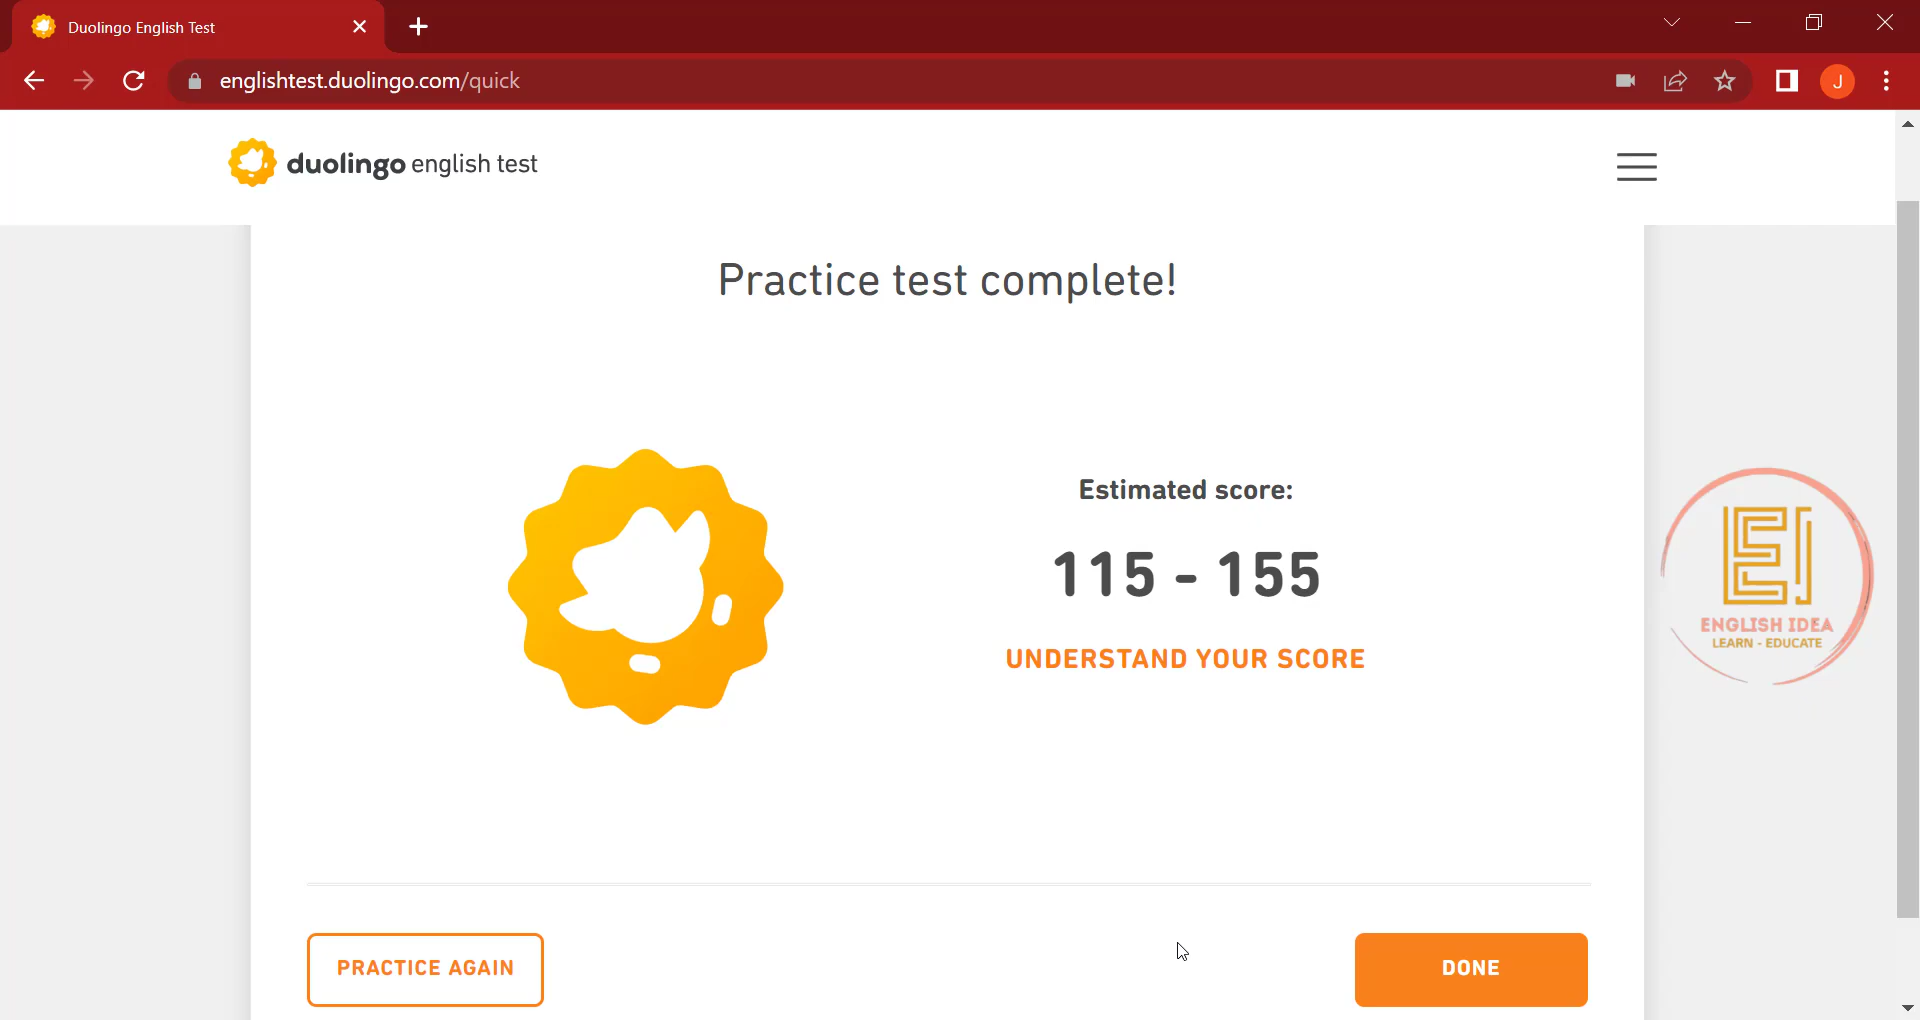 Duolingo English Test
englishtest.duolingo.com/quick
J
duolingo english test
Practice test complete!
Estimated score:
115 - 155
UNDERSTAND YOUR SCORE
EI
ENGLISH IDEA
LEARN - EDUCATE
PRACTICE AGAIN
DONE